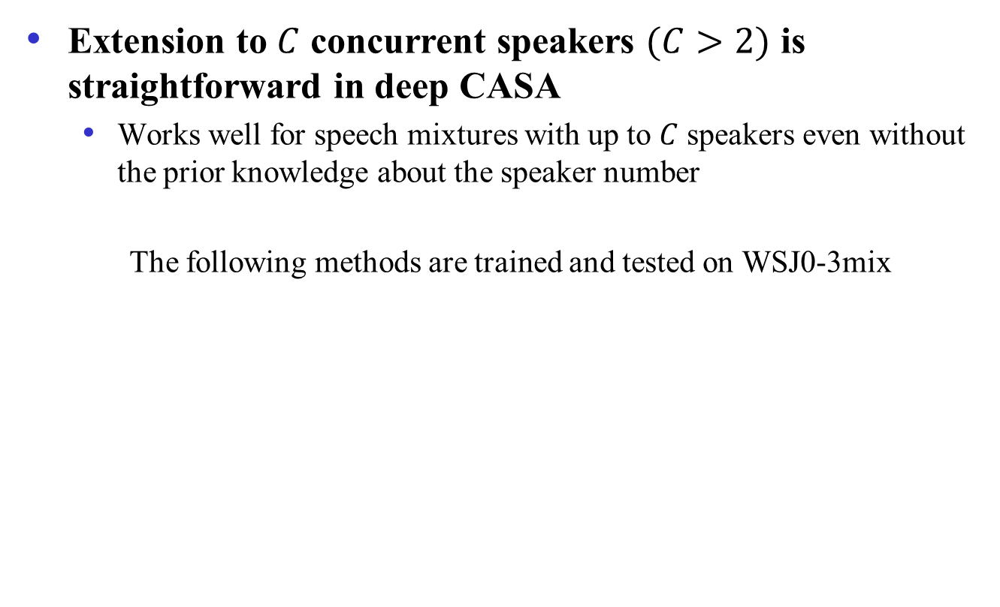 • Extension to C concurrent speakers (C > 2) is
straightforward in deep CASA
• Works well for speech mixtures with up to C speakers even without
the prior knowledge about the speaker number
The following methods are trained and tested on WSJ0-3mix